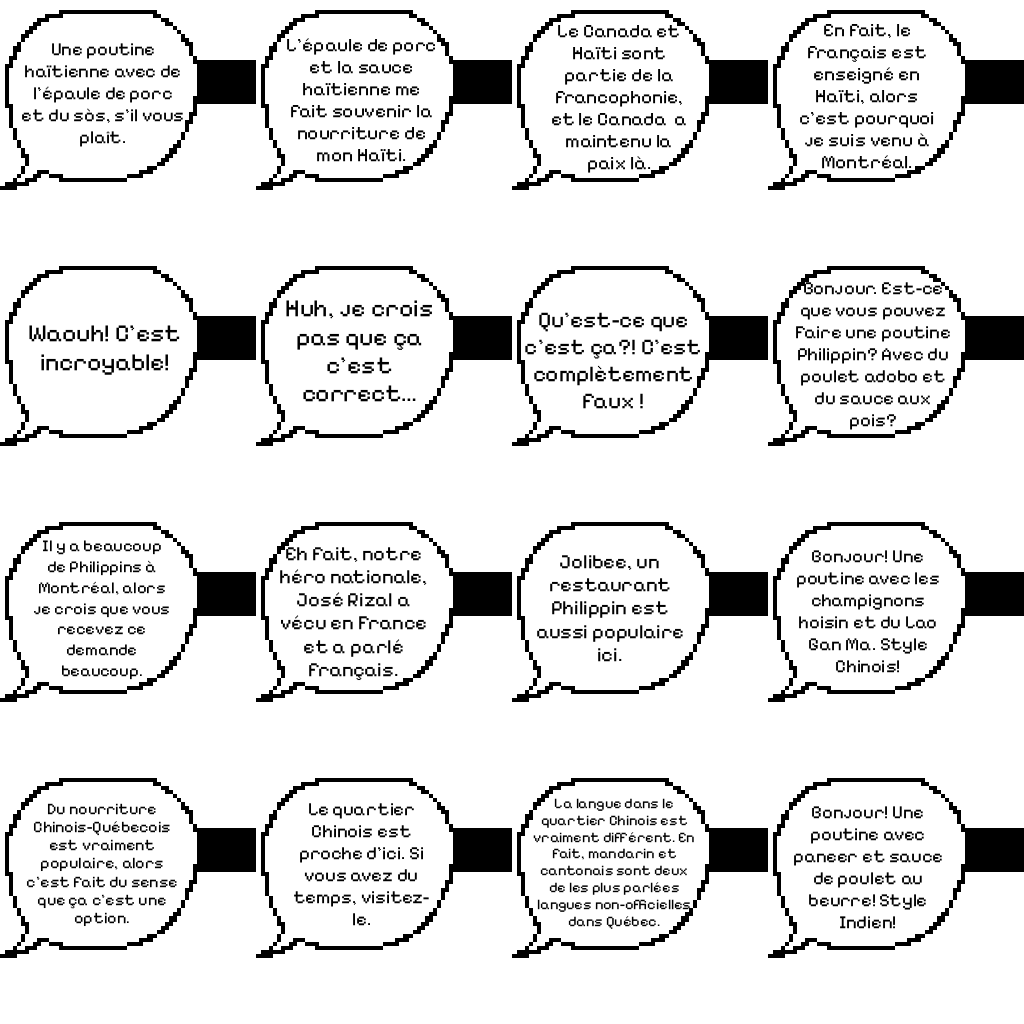 Une poutine
haïtienne avec de
l'épaule de porc
et du sòs, s'il vous
plait.
L'épaule de porc
et la sauce
haïtienne me
fait souvenir la
nourriture de
mon Haïti.
Le Canada et
Haïti sont
partie de la
francophonie,
et le Canada a
maintenu la
paix là.
En fait, le
français est
enseigné en
Haïti, alors
c'est pourquoi
je suis venu à
Montréal.
Waouh! C'est
incroyable!
Huh, je crois
pas que ça
c'est
correct...
Qu'est-ce que
c'est ça?! C'est
complètement
faux !
Bonjour. Est-ce
que vous pouvez
faire une poutine
Philippin? Avec du
poulet adobo et
du sauce aux
pois?
Il y a beaucoup
de Philippins à
Montréal, alors
je crois que vous
recevez ce
demande
beaucoup.
Eh fait, notre
héro nationale,
José Rizal a
vécu en France
et a parlé
français.
Jolibee, un
restaurant
Philippin est
aussi populaire
ici.
Bonjour! Une
poutine avec les
champignons
hoisin et du Lao
Gan Ma. Style
Chinois!
Du nourriture
Chinois-Québecois
est vraiment
populaire, alors
c'est fait du sense
que ça c'est une
option.
Le quartier
Chinois est
proche d'ici. Si
vous avez du
temps, visitez-
le.
La langue dans le
quartier Chinois est
vraiment différent. En
fait, mandarin et
cantonais sont deux
de les plus parlées
langues non-officielles
dans Québec.
Bonjour! Une
poutine avec
paneer et sauce
de poulet au
beurre! Style
Indien!